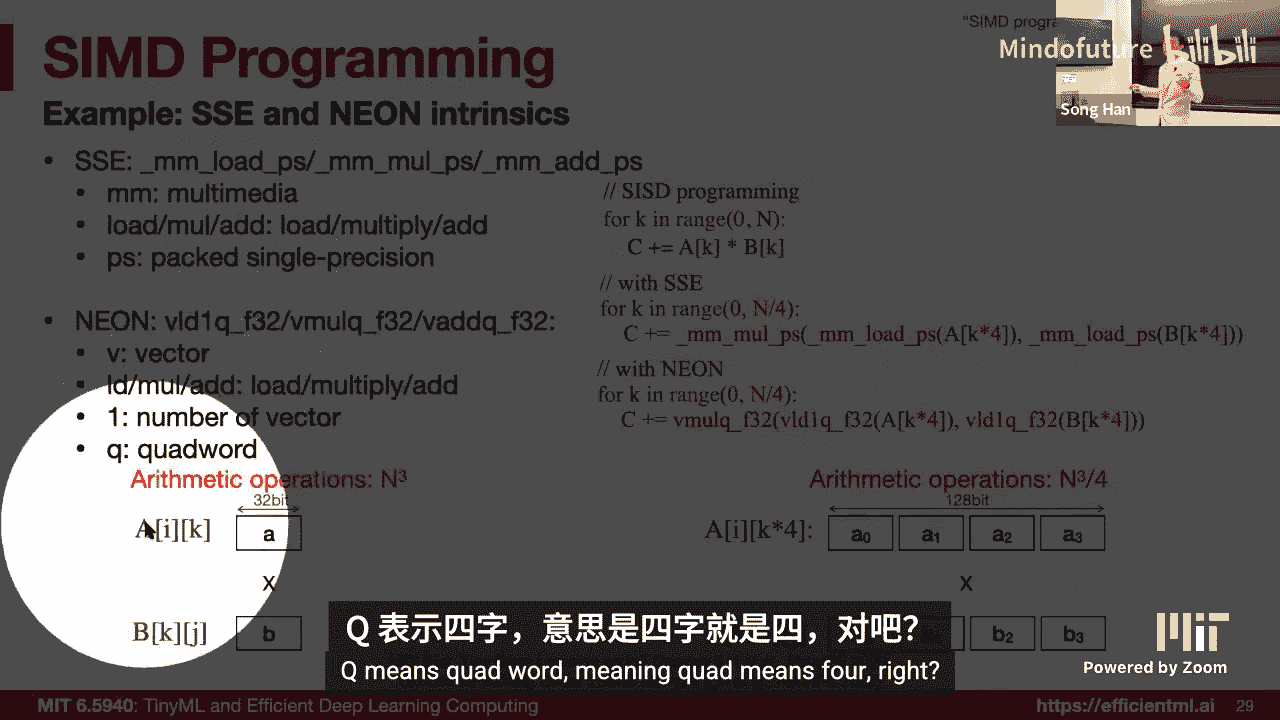 "SIMD progra
SIMD Programming
Mindofuture bilibili
Song Han
Example: SSE and NEON intrinsics
• SSE: _mm_load_ps/_mm_mul_ps/_mm_add_ps
• mm: multimedia
• load/mul/add: load/multiply/add
• ps: packed single-precision
• NEON: vld1q_f32/vmulq_f32/vaddq_f32:
• v: vector
• ld/mul/add: load/multiply/add
• 1: number of vector
• q: quadword
// SISD programming
for k in range(0, N):
C += A[k] * B[k]
// with SSE
for k in range(0, N/4):
C += _mm_mul_ps(_mm_load_ps(A[k*4]), _mm_load_ps(B[k*4]))
// with NEON
for k in range(0, N/4):
C += vmulq_f32(vld1q_f32(A[k*4]), vld1q_f32(B[k*4]))
Arithmetic operations: N³
32bit
A[i][k] a
X
B[k][j] b
Arithmetic operations: N³/4
128bit
A[i][k*4]: a₀ a₁ a₂ a₃
X
b₂ b₃
Q 表示四字，意思是四字就是四，对吧？
Q means quad word, meaning quad means four, right?
MIT
Powered by Zoom
MIT 6.5940: TinyML and Efficient Deep Learning Computing
https://efficientml.ai 29